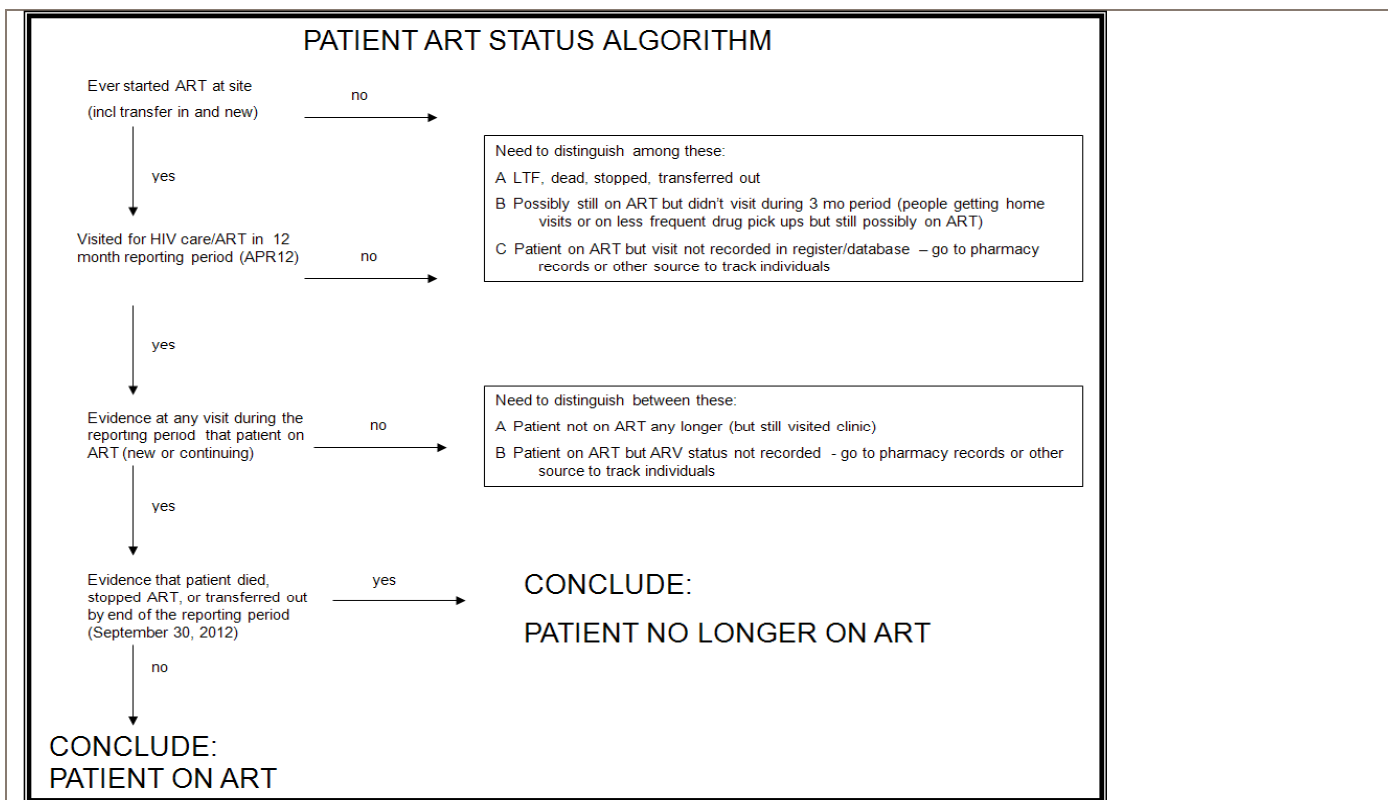 PATIENT ART STATUS ALGORITHM
Ever started ART at site
(incl transfer in and new)
no
yes
Need to distinguish among these:
A LTF, dead, stopped, transferred out
B Possibly still on ART but didn't visit during 3 mo period (people getting home
visits or on less frequent drug pick ups but still possibly on ART)
C Patient on ART but visit not recorded in register/database – go to pharmacy
records or other source to track individuals
Visited for HIV care/ART in 12
month reporting period (APR12)
no
yes
Evidence at any visit during the
reporting period that patient on
ART (new or continuing)
no
Need to distinguish between these:
A Patient not on ART any longer (but still visited clinic)
B Patient on ART but ARV status not recorded - go to pharmacy records or other
source to track individuals
yes
Evidence that patient died,
stopped ART, or transferred out
by end of the reporting period
(September 30, 2012)
yes
CONCLUDE:
PATIENT NO LONGER ON ART
no
CONCLUDE:
PATIENT ON ART